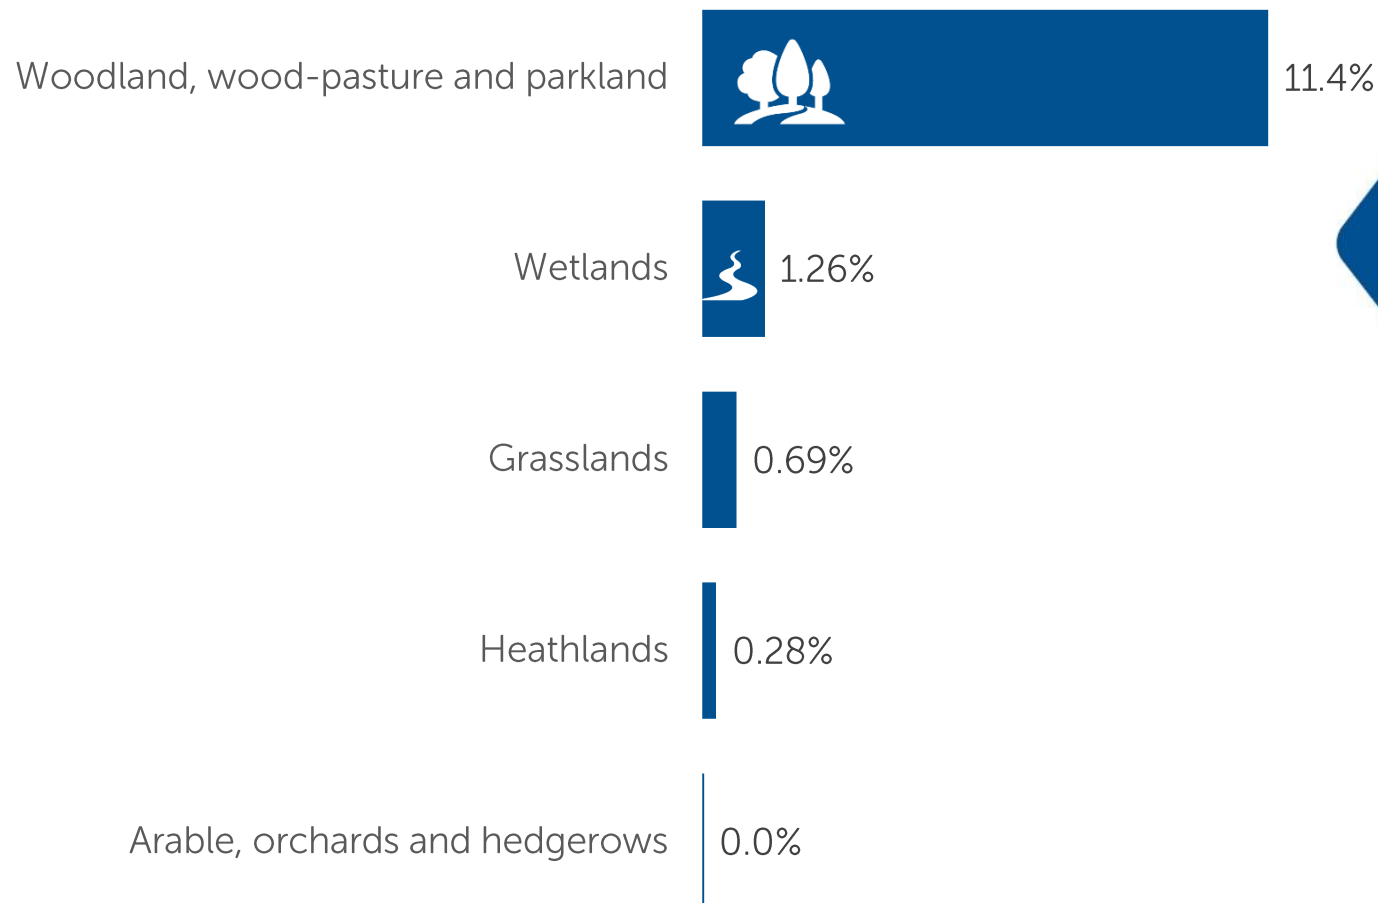 Woodland, wood-pasture and parkland 11.4%
Wetlands 1.26%
Grasslands 0.69%
Heathlands 0.28%
Arable, orchards and hedgerows 0.0%